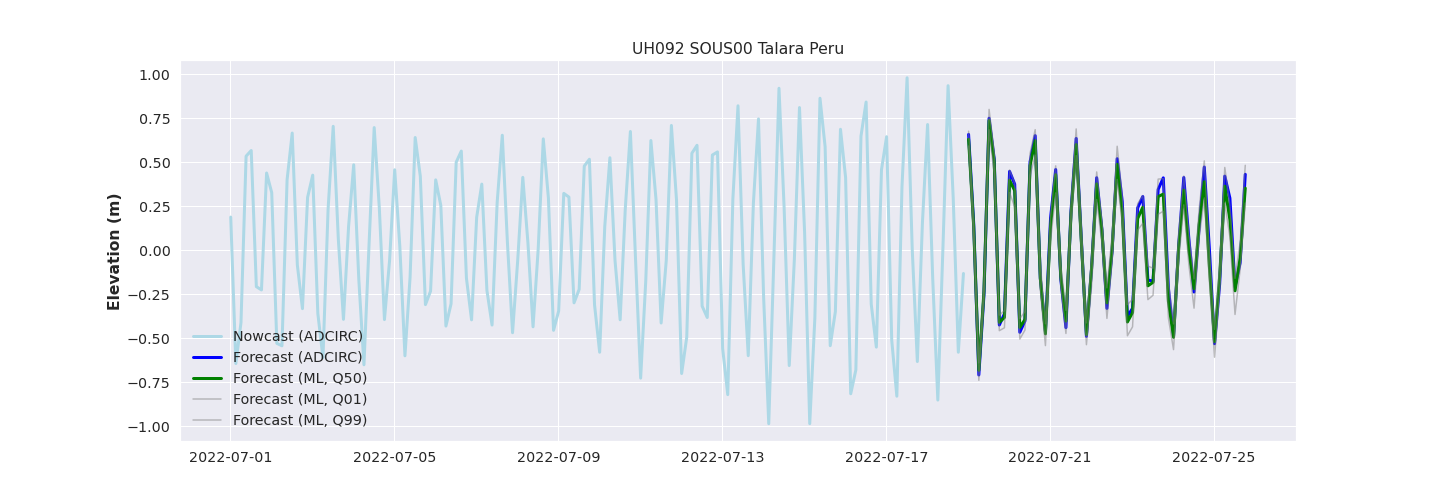 UH092 SOUS00 Talara Peru
Elevation (m)
1.00
0.75
0.50
0.25
0.00
−0.25
−0.50
−0.75
−1.00
Nowcast (ADCIRC)
Forecast (ADCIRC)
Forecast (ML, Q50)
Forecast (ML, Q01)
Forecast (ML, Q99)
2022-07-01 2022-07-05 2022-07-09 2022-07-13 2022-07-17 2022-07-21 2022-07-25